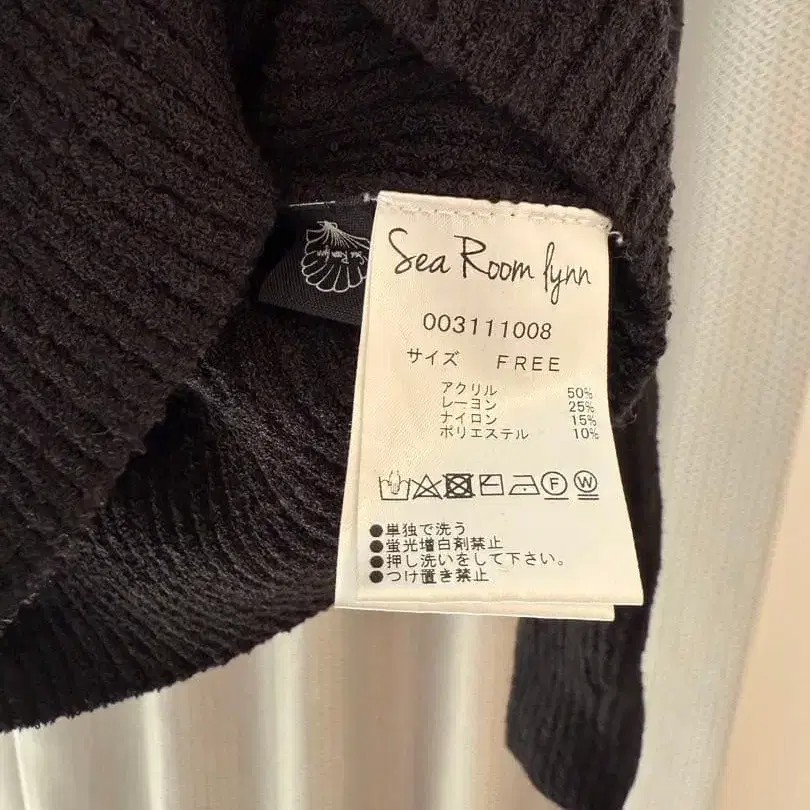 Sea Room lynn
Sea Room lynn
003111008
サイズ FREE
アクリル 50%
レーヨン 25%
ナイロン 15%
ポリエステル 10%
F W
●単独で洗う
●蛍光増白剤禁止
●押し洗いをして下さい。
●つけ置き禁止